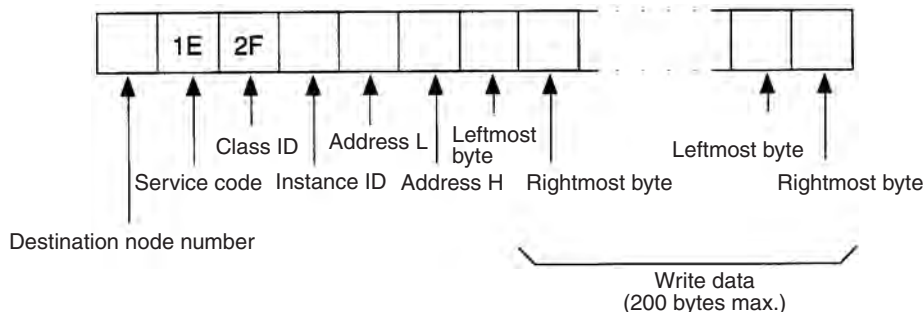 1E 2F
Class ID
Address L
Leftmost
byte
Leftmost byte
Service code
Instance ID
Address H
Rightmost byte
Rightmost byte
Destination node number
Write data
(200 bytes max.)